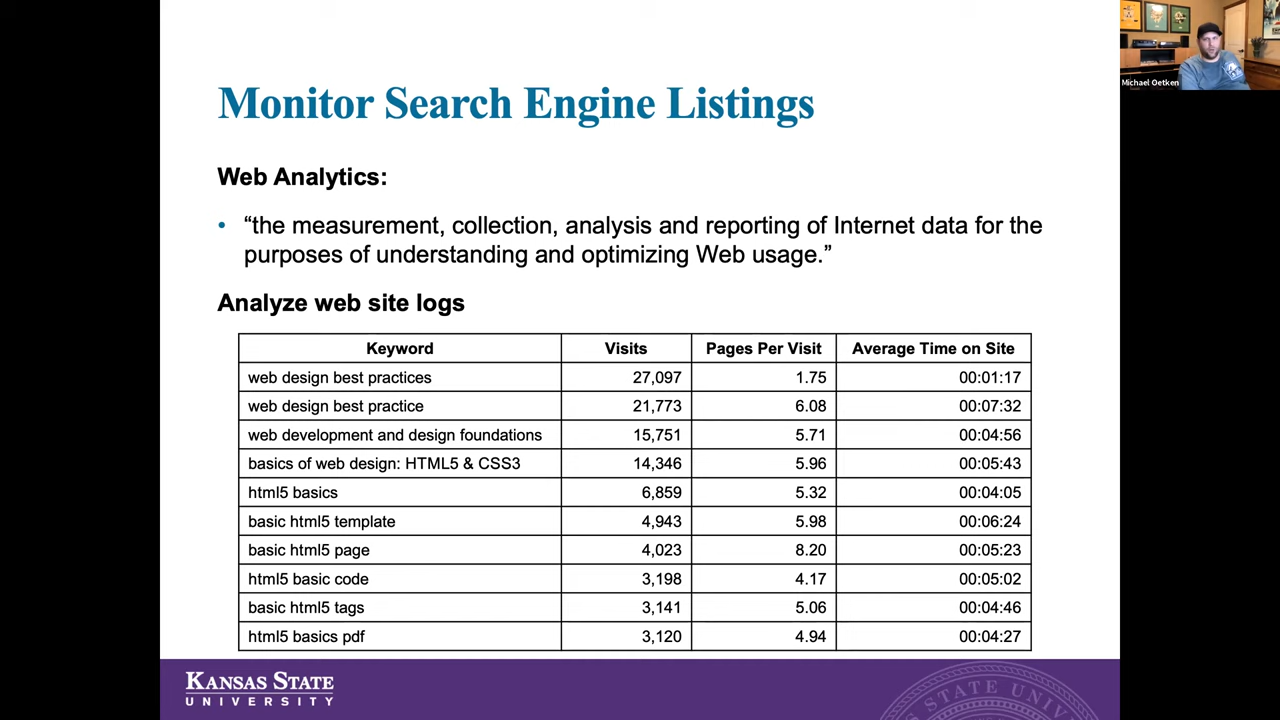 Monitor Search Engine Listings
Michael Oetken
Web Analytics:
• “the measurement, collection, analysis and reporting of Internet data for the
purposes of understanding and optimizing Web usage.”
Analyze web site logs
Keyword Visits Pages Per Visit Average Time on Site
web design best practices 27,097 1.75 00:01:17
web design best practice 21,773 6.08 00:07:32
web development and design foundations 15,751 5.71 00:04:56
basics of web design: HTML5 & CSS3 14,346 5.96 00:05:43
html5 basics 6,859 5.32 00:04:05
basic html5 template 4,943 5.98 00:06:24
basic html5 page 4,023 8.20 00:05:23
html5 basic code 3,198 4.17 00:05:02
basic html5 tags 3,141 5.06 00:04:46
html5 basics pdf 3,120 4.94 00:04:27
KANSAS STATE
UNIVERSITY
STATE UNIV